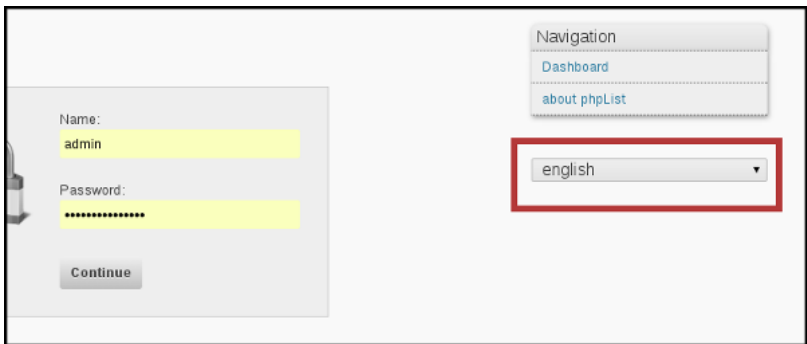 Navigation
Dashboard
about phpList
Name:
admin
Password:
•••••••••••••••
english
Continue